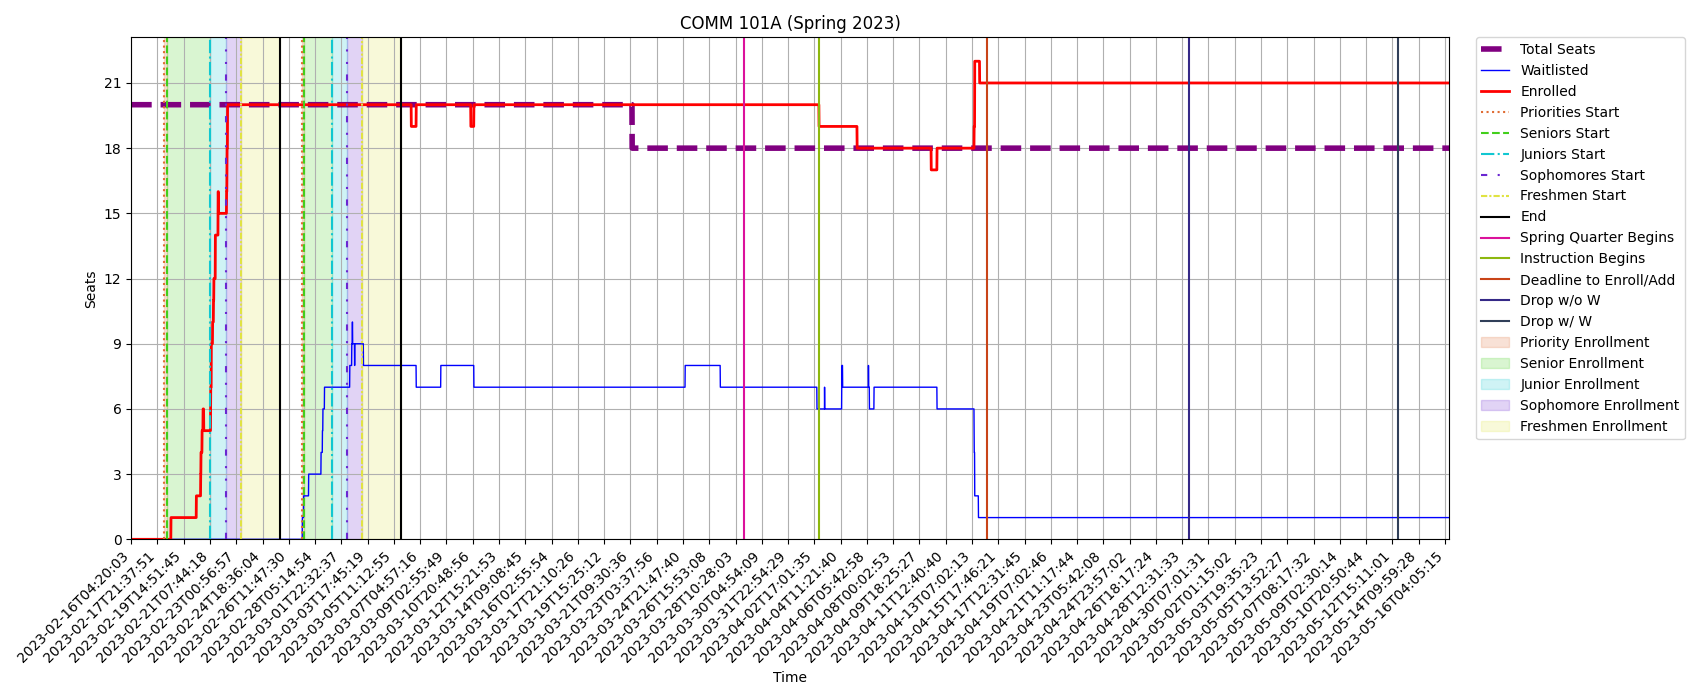 COMM 101A (Spring 2023)
Seats
21
18
15
12
9
6
3
0
Total Seats
Waitlisted
Enrolled
Priorities Start
Seniors Start
Juniors Start
Sophomores Start
Freshmen Start
End
Spring Quarter Begins
Instruction Begins
Deadline to Enroll/Add
Drop w/o W
Drop w/ W
Priority Enrollment
Senior Enrollment
Junior Enrollment
Sophomore Enrollment
Freshmen Enrollment
2023-02-16T04:20:03
2023-02-17T21:37:51
2023-02-19T14:51:45
2023-02-21T07:44:18
2023-02-23T00:56:57
2023-02-24T18:36:04
2023-02-26T11:47:30
2023-02-28T05:14:54
2023-03-01T22:32:37
2023-03-03T17:45:19
2023-03-05T11:12:55
2023-03-07T04:57:16
2023-03-09T02:55:49
2023-03-10T20:48:56
2023-03-12T15:21:53
2023-03-14T09:08:45
2023-03-16T02:55:54
2023-03-17T21:10:26
2023-03-19T15:25:12
2023-03-21T09:30:36
2023-03-23T03:37:56
2023-03-24T21:47:40
2023-03-26T15:53:08
2023-03-28T10:28:03
2023-03-30T04:54:09
2023-03-31T22:54:29
2023-04-02T17:01:35
2023-04-04T11:21:40
2023-04-06T05:42:58
2023-04-08T00:02:53
2023-04-09T18:25:27
2023-04-11T12:40:40
2023-04-13T07:02:13
2023-04-15T17:46:21
2023-04-17T12:31:45
2023-04-19T07:02:46
2023-04-21T11:17:44
2023-04-23T05:42:08
2023-04-24T23:57:02
2023-04-26T18:17:24
2023-04-28T12:31:33
2023-04-30T07:01:31
2023-05-02T01:15:02
2023-05-03T19:35:23
2023-05-05T13:52:27
2023-05-07T08:17:32
2023-05-09T02:30:14
2023-05-10T20:50:44
2023-05-12T15:11:01
2023-05-14T09:59:28
2023-05-16T04:05:15
Time